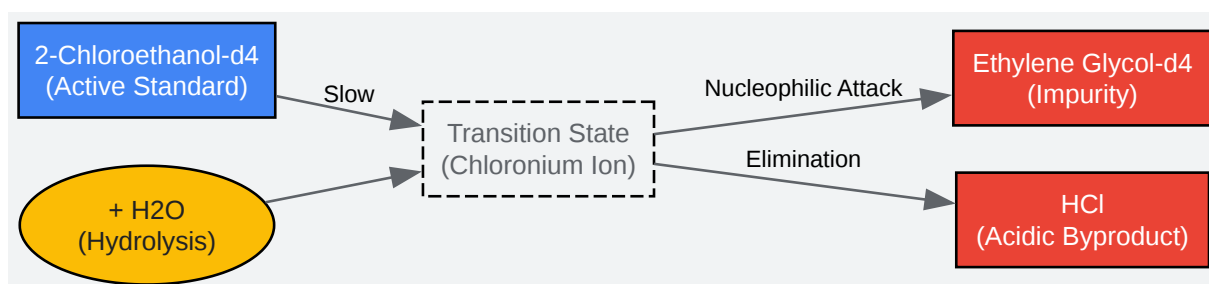 2-Chloroethanol-d4
(Active Standard)
Slow
+ H2O
(Hydrolysis)
Transition State
(Chloronium Ion)
Nucleophilic Attack
Elimination
Ethylene Glycol-d4
(Impurity)
HCl
(Acidic Byproduct)